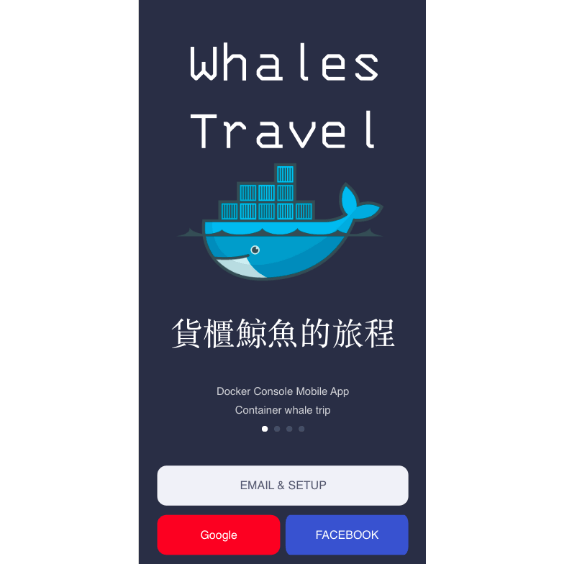 Whales
Travel
貨櫃鯨魚的旅程
Docker Console Mobile App
Container whale trip
EMAIL & SETUP
Google
FACEBOOK